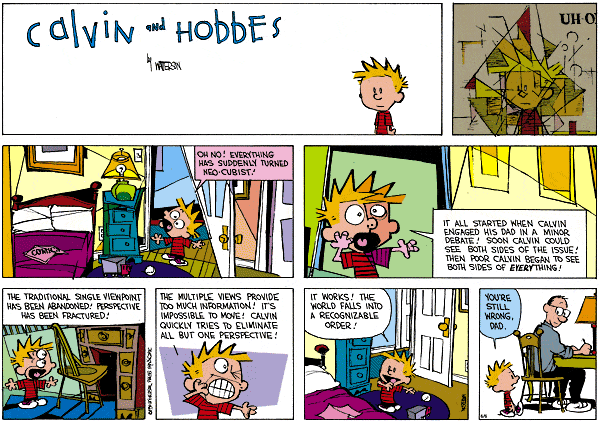 CALVIN AND HOBBES
by WATTERSON
UH-O
OH NO! EVERYTHING
HAS SUDDENLY TURNED
NEO-CUBIST!
COMICS
IT ALL STARTED WHEN CALVIN
ENGAGED HIS DAD IN A MINOR
DEBATE! SOON CALVIN COULD
SEE BOTH SIDES OF THE ISSUE!
THEN POOR CALVIN BEGAN TO SEE
BOTH SIDES OF EVERYTHING!
THE TRADITIONAL SINGLE VIEWPOINT
HAS BEEN ABANDONED! PERSPECTIVE
HAS BEEN FRACTURED!
THE MULTIPLE VIEWS PROVIDE
TOO MUCH INFORMATION! IT'S
IMPOSSIBLE TO MOVE! CALVIN
QUICKLY TRIES TO ELIMINATE
ALL BUT ONE PERSPECTIVE!
IT WORKS! THE
WORLD FALLS INTO
A RECOGNIZABLE
ORDER!
YOU'RE
STILL
WRONG,
DAD.